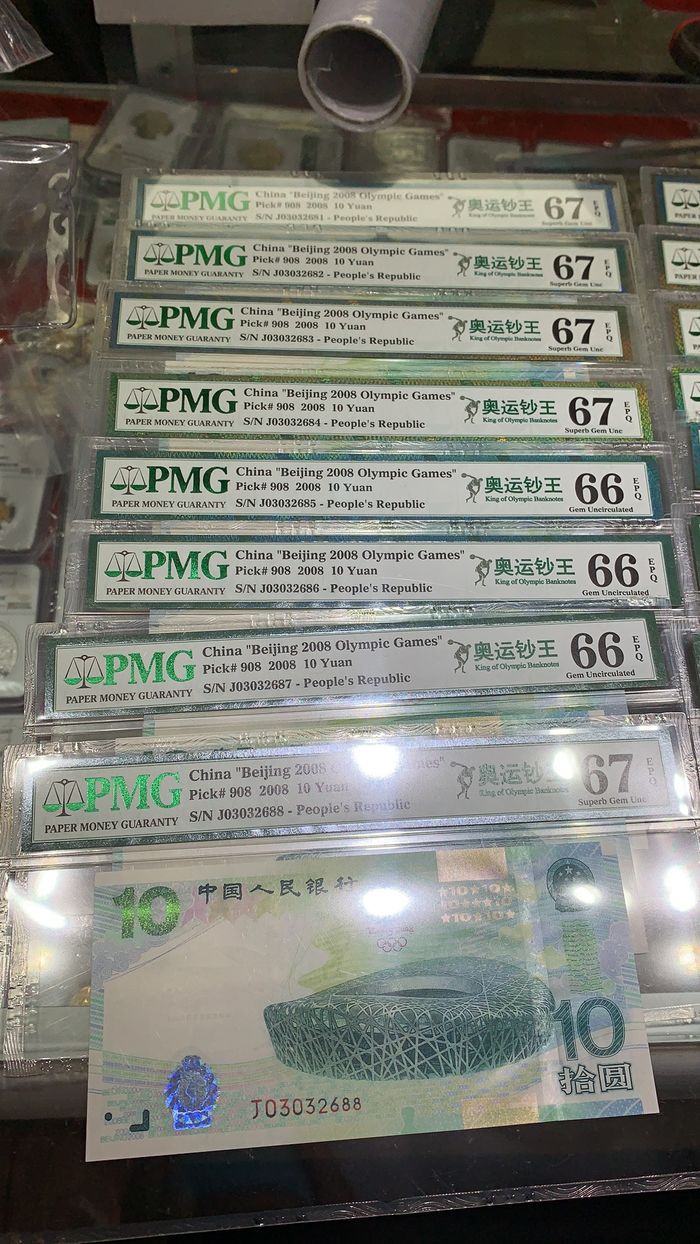 PMG
PAPER MONEY GUARANTY
China "Beijing 2008 Olympic Games"
Pick# 908 2008 10 Yuan
S/N J03032681 - People's Republic
奥运钞王
King of Olympic Banknotes
67 EPQ
Superb Gem Unc
PMG
PAPER MONEY GUARANTY
China "Beijing 2008 Olympic Games"
Pick# 908 2008 10 Yuan
S/N J03032682 - People's Republic
奥运钞王
King of Olympic Banknotes
67 EPQ
Superb Gem Unc
PMG
PAPER MONEY GUARANTY
China "Beijing 2008 Olympic Games"
Pick# 908 2008 10 Yuan
S/N J03032683 - People's Republic
奥运钞王
King of Olympic Banknotes
67 EPQ
Superb Gem Unc
PMG
PAPER MONEY GUARANTY
China "Beijing 2008 Olympic Games"
Pick# 908 2008 10 Yuan
S/N J03032684 - People's Republic
奥运钞王
King of Olympic Banknotes
67 EPQ
Superb Gem Unc
PMG
PAPER MONEY GUARANTY
China "Beijing 2008 Olympic Games"
Pick# 908 2008 10 Yuan
S/N J03032685 - People's Republic
奥运钞王
King of Olympic Banknotes
66 EPQ
Gem Uncirculated
PMG
PAPER MONEY GUARANTY
China "Beijing 2008 Olympic Games"
Pick# 908 2008 10 Yuan
S/N J03032686 - People's Republic
奥运钞王
King of Olympic Banknotes
66 EPQ
Gem Uncirculated
PMG
PAPER MONEY GUARANTY
China "Beijing 2008 Olympic Games"
Pick# 908 2008 10 Yuan
S/N J03032687 - People's Republic
奥运钞王
King of Olympic Banknotes
66 EPQ
Gem Uncirculated
PMG
PAPER MONEY GUARANTY
China "Beijing 2008
Pick# 908 2008 10 Yuan
S/N J03032688 - People's Republic
奥运钞
King of Olympic Banknotes
67 EPQ
Superb Gem Unc
10 中国人民银行
10
拾圆
J03032688